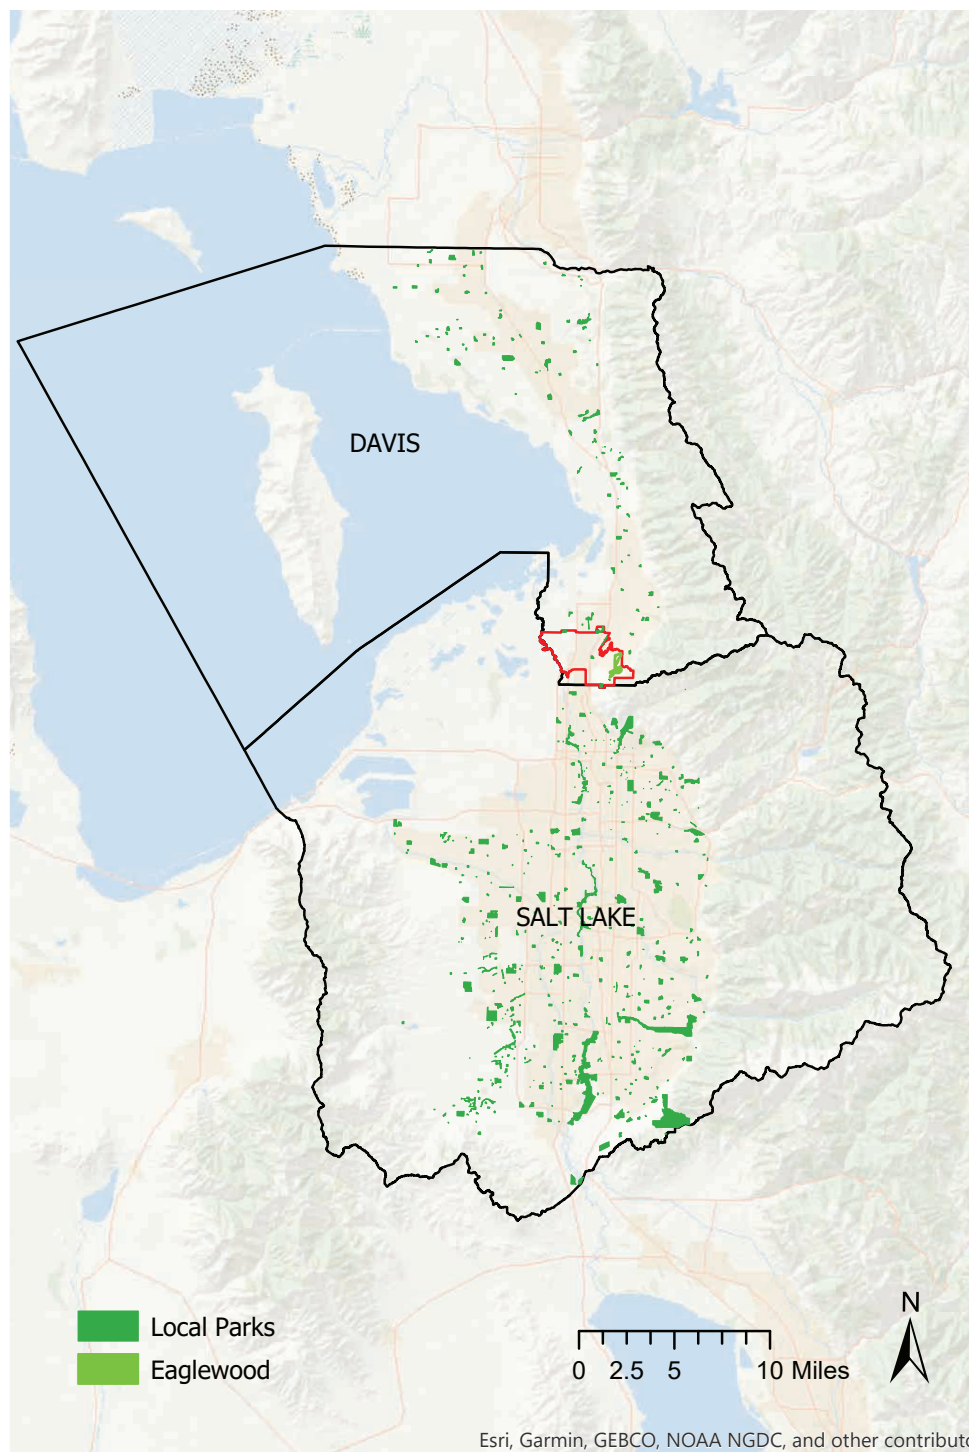 DAVIS
SALT LAKE
Local Parks
Eaglewood
N
0 2.5 5 10 Miles
Esri, Garmin, GEBCO, NOAA NGDC, and other contributo